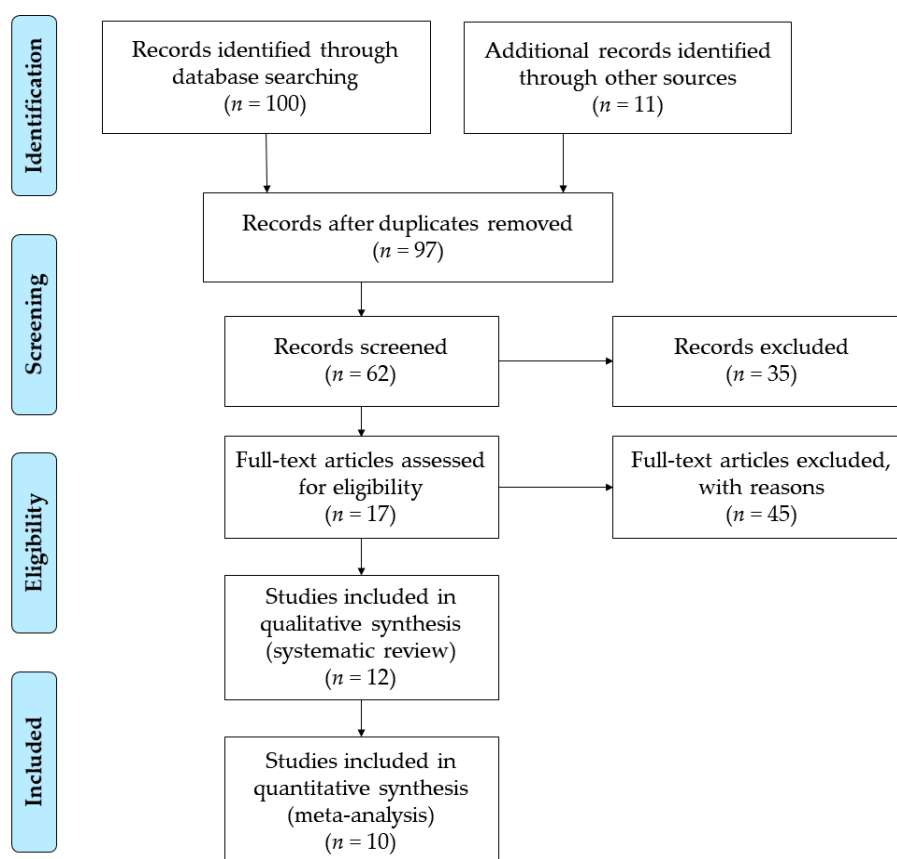 Identification
Records identified through
database searching
(n = 100)
Additional records identified
through other sources
(n = 11)
Records after duplicates removed
(n = 97)
Screening
Records screened
(n = 62)
Records excluded
(n = 35)
Eligibility
Full-text articles assessed
for eligibility
(n = 17)
Full-text articles excluded,
with reasons
(n = 45)
Studies included in
qualitative synthesis
(systematic review)
(n = 12)
Included
Studies included in
quantitative synthesis
(meta-analysis)
(n = 10)